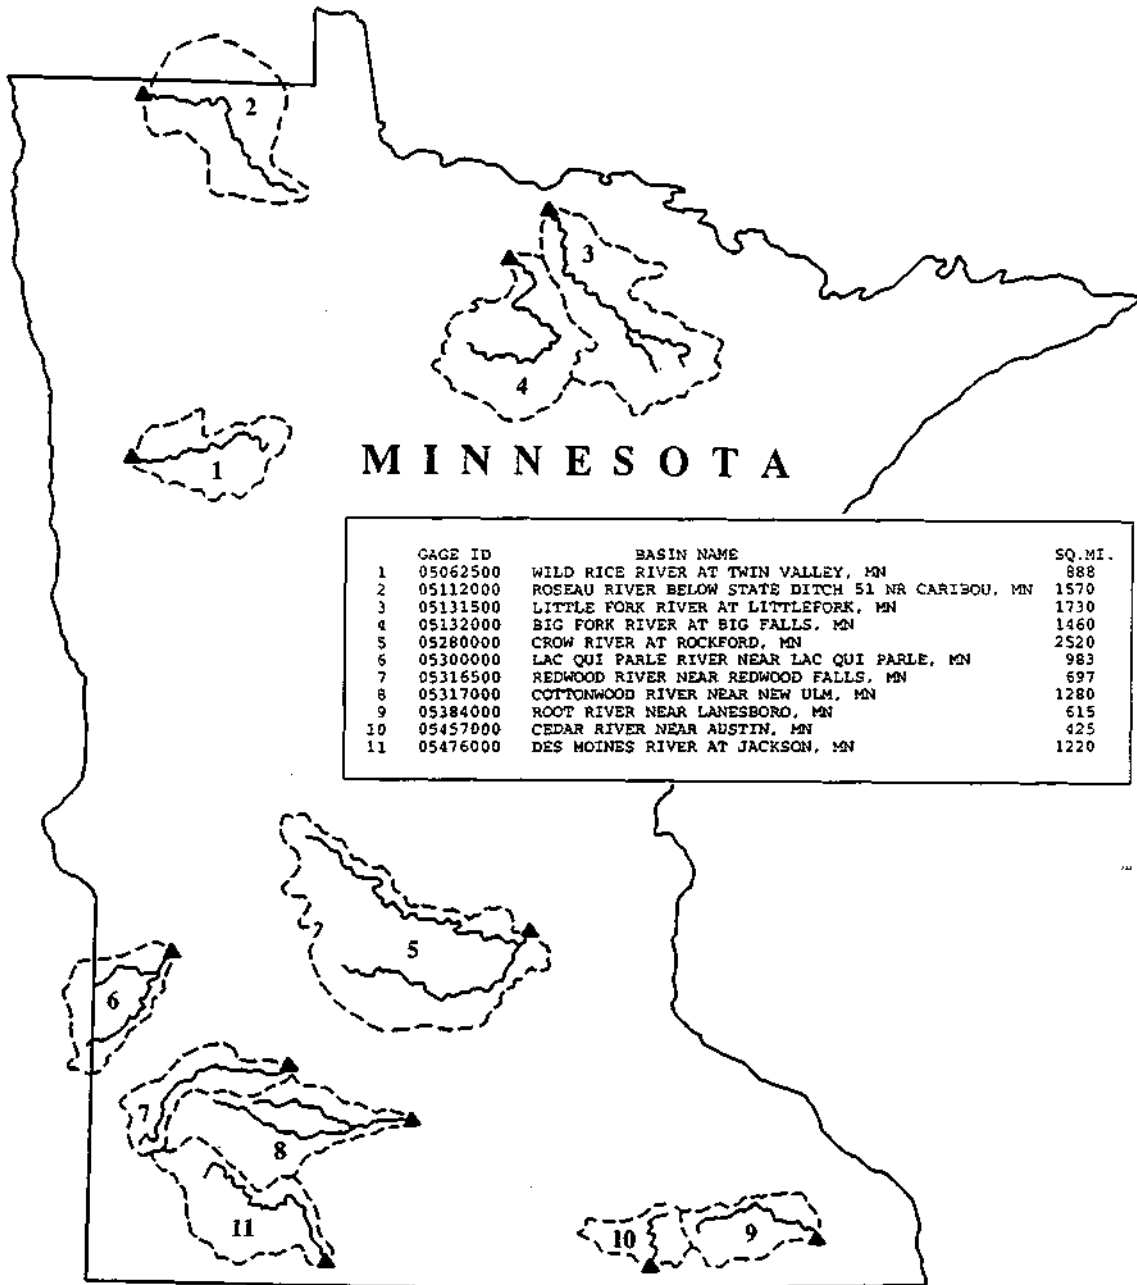 2
3
4
1
MINNESOTA
GAGE ID BASIN NAME SQ.MI.
1 05062500 WILD RICE RIVER AT TWIN VALLEY, MN 888
2 05112000 ROSEAU RIVER BELOW STATE DITCH 51 NR CARIBOU, MN 1570
3 05131500 LITTLE FORK RIVER AT LITTLEFORK, MN 1730
4 05132000 BIG FORK RIVER AT BIG FALLS, MN 1460
5 05280000 CROW RIVER AT ROCKFORD, MN 2520
6 05300000 LAC QUI PARLE RIVER NEAR LAC QUI PARLE, MN 983
7 05316500 REDWOOD RIVER NEAR REDWOOD FALLS, MN 697
8 05317000 COTTONWOOD RIVER NEAR NEW ULM, MN 1280
9 05384000 ROOT RIVER NEAR LANESBORO, MN 615
10 05457000 CEDAR RIVER NEAR AUSTIN, MN 425
11 05476000 DES MOINES RIVER AT JACKSON, MN 1220
5
6
7
8
11
10
9